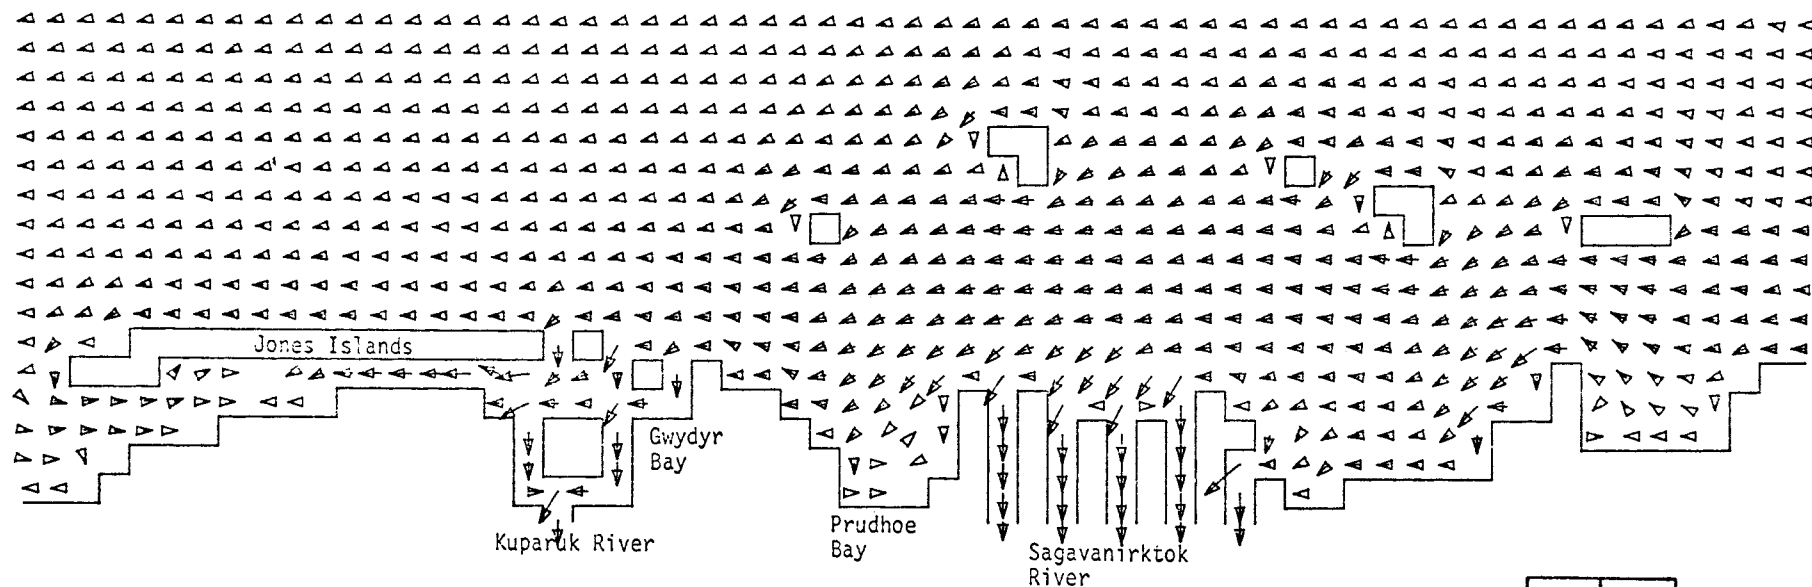 Jones Islands
Gwydyr
Bay
Kuparuk River
Prudhoe
Bay
Sagavanirktok
River